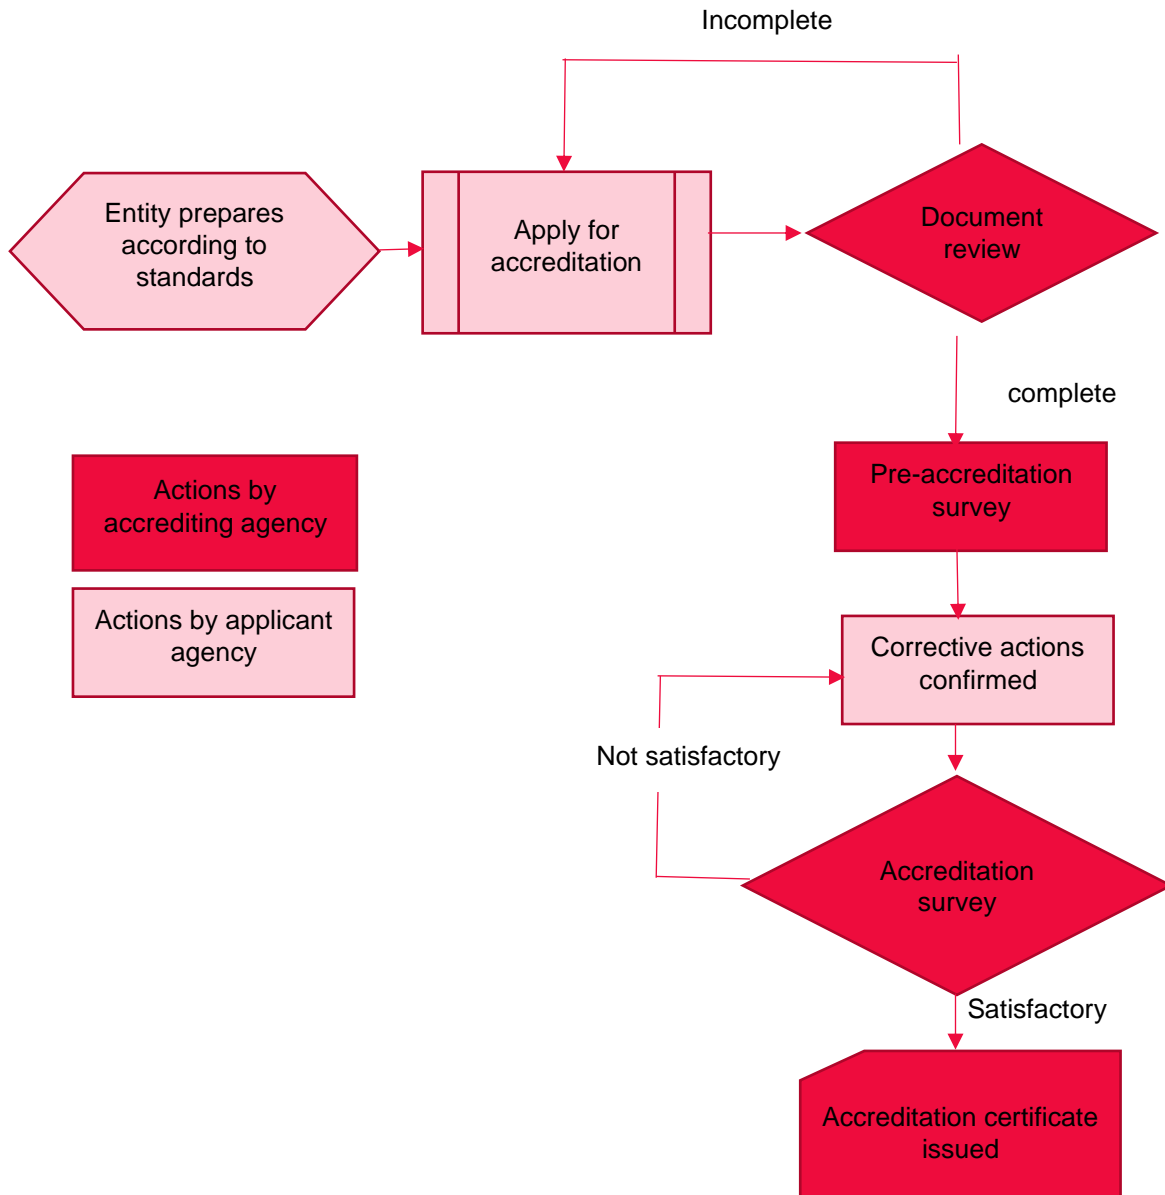 Incomplete
Entity prepares
according to
standards
Apply for
accreditation
Document
review
complete
Pre-accreditation
survey
Actions by
accrediting agency
Actions by applicant
agency
Corrective actions
confirmed
Not satisfactory
Accreditation
survey
Satisfactory
Accreditation certificate
issued